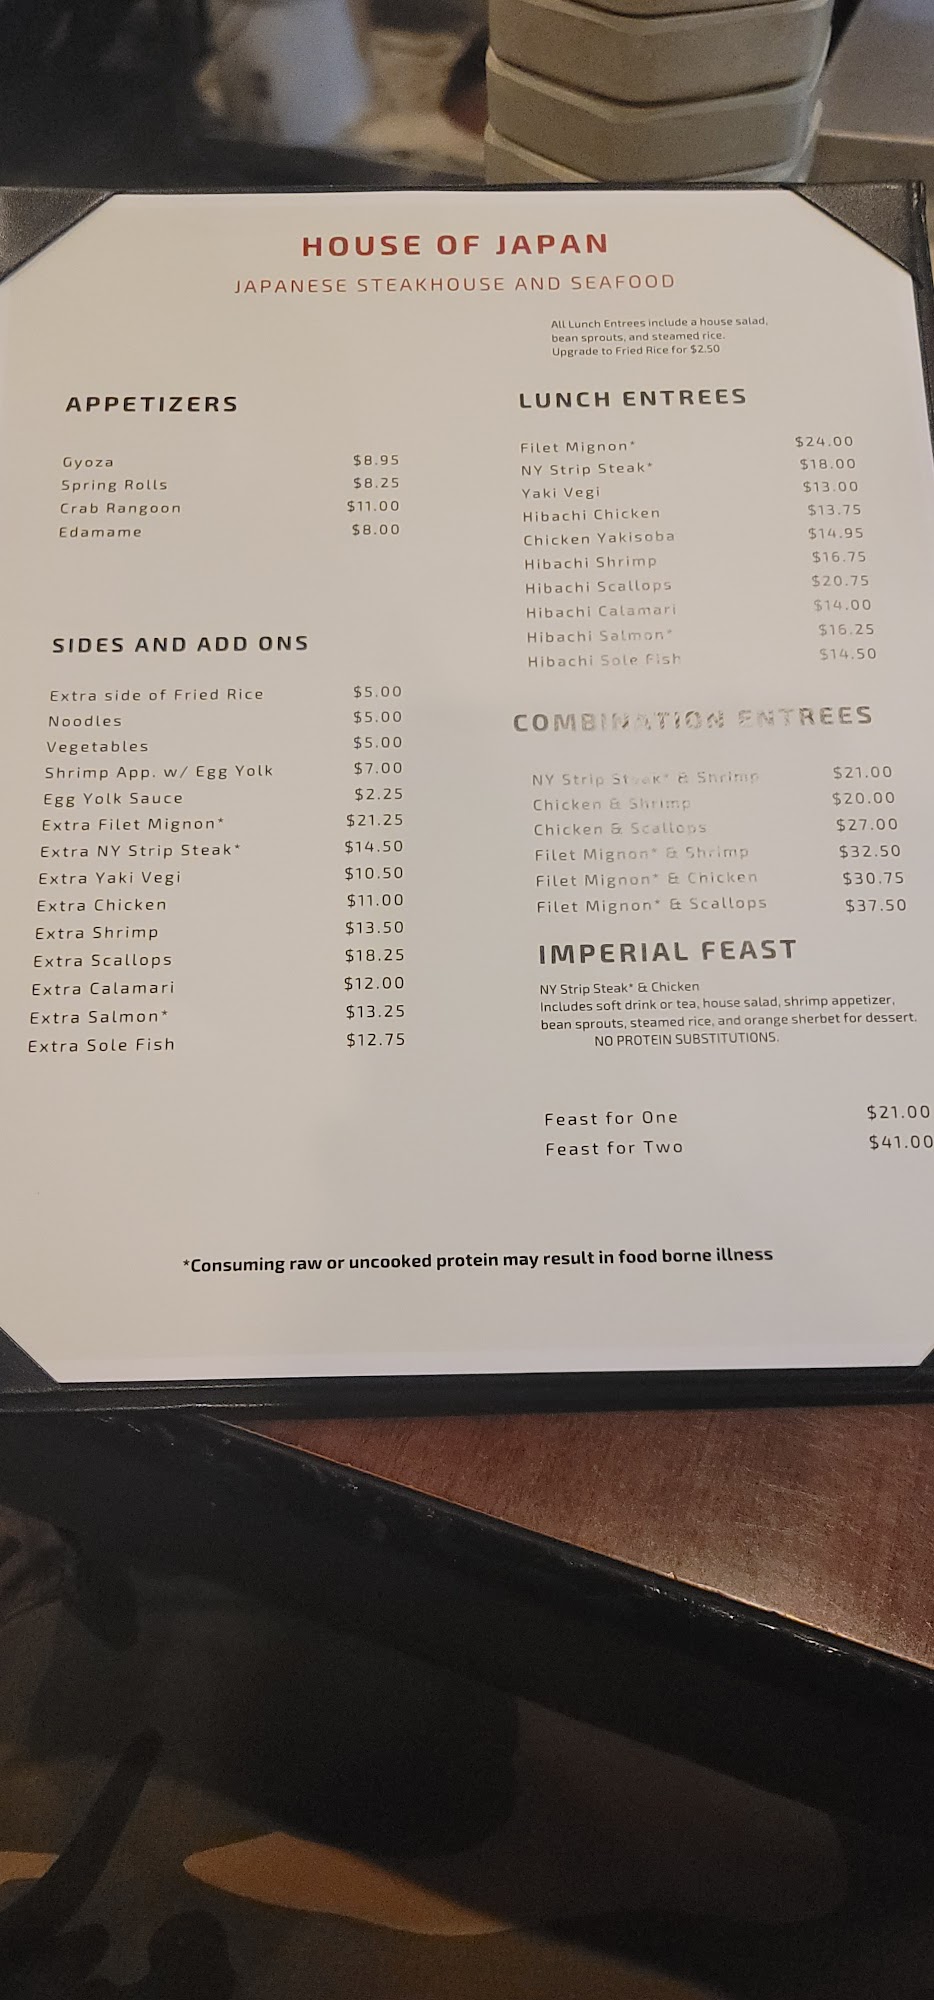 HOUSE OF JAPAN
JAPANESE STEAKHOUSE AND SEAFOOD
APPETIZERS
Gyoza $8.95
Spring Rolls $8.25
Crab Rangoon $11.00
Edamame $8.00
SIDES AND ADD ONS
Extra side of Fried Rice $5.00
Noodles $5.00
Vegetables $5.00
Shrimp App. w/ Egg Yolk $7.00
Egg Yolk Sauce $2.25
Extra Filet Mignon* $21.25
Extra NY Strip Steak* $14.50
Extra Yaki Vegi $10.50
Extra Chicken $11.00
Extra Shrimp $13.50
Extra Scallops $18.25
Extra Calamari $12.00
Extra Salmon* $13.25
Extra Sole Fish $12.75
All Lunch Entrees include a house salad,
bean sprouts, and steamed rice.
Upgrade to Fried Rice for $2.50
LUNCH ENTREES
Filet Mignon* $24.00
NY Strip Steak* $18.00
Yaki Vegi $13.00
Hibachi Chicken $13.75
Chicken Yakisoba $14.95
Hibachi Shrimp $16.75
Hibachi Scallops $20.75
Hibachi Calamari $14.00
Hibachi Salmon* $16.25
Hibachi Sole Fish $14.50
COMBINATION ENTREES
NY Strip Steak* & Shrimp $21.00
Chicken & Shrimp $20.00
Chicken & Scallops $27.00
Filet Mignon* & Shrimp $32.50
Filet Mignon* & Chicken $30.75
Filet Mignon* & Scallops $37.50
IMPERIAL FEAST
NY Strip Steak* & Chicken
Includes soft drink or tea, house salad, shrimp appetizer,
bean sprouts, steamed rice, and orange sherbet for dessert.
NO PROTEIN SUBSTITUTIONS.
Feast for One $21.00
Feast for Two $41.00
*Consuming raw or uncooked protein may result in food borne illness